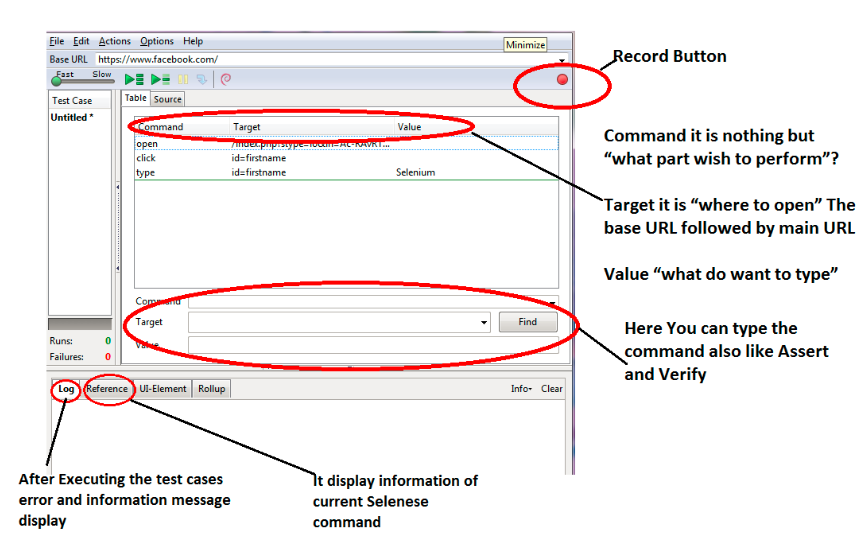 File Edit Actions Options Help
Minimize
Base URL https://www.facebook.com/
Record Button
Fast Slow
Test Case
Table Source
Untitled *
Command Target Value
open
click id=firstname
type id=firstname Selenium
Command it is nothing but
“what part wish to perform”?
Target it is “where to open” The
base URL followed by main URL
Value “what do want to type”
Command
Target Find
Value
Here You can type the
command also like Assert
and Verify
Runs: 0
Failures: 0
Log Reference UI-Element Rollup Info- Clear
After Executing the test cases
error and information message
display
It display information of
current Selenese
command